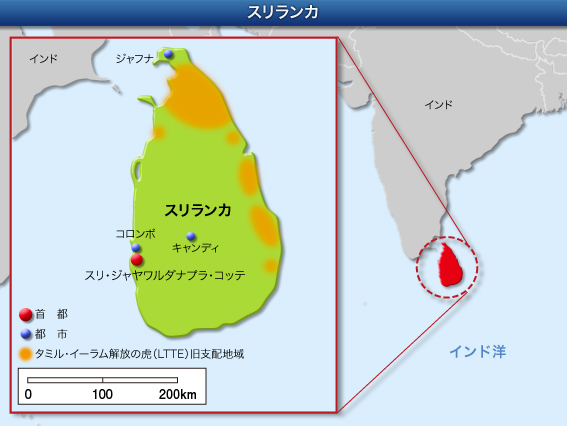 スリランカ
インド
ジャフナ
インド
スリランカ
コロンボ
キャンディ
スリ・ジャヤワルダナプラ・コッテ
首 都
都 市
タミル・イーラム解放の虎(LTTE)旧支配地域
インド洋
0 100 200km